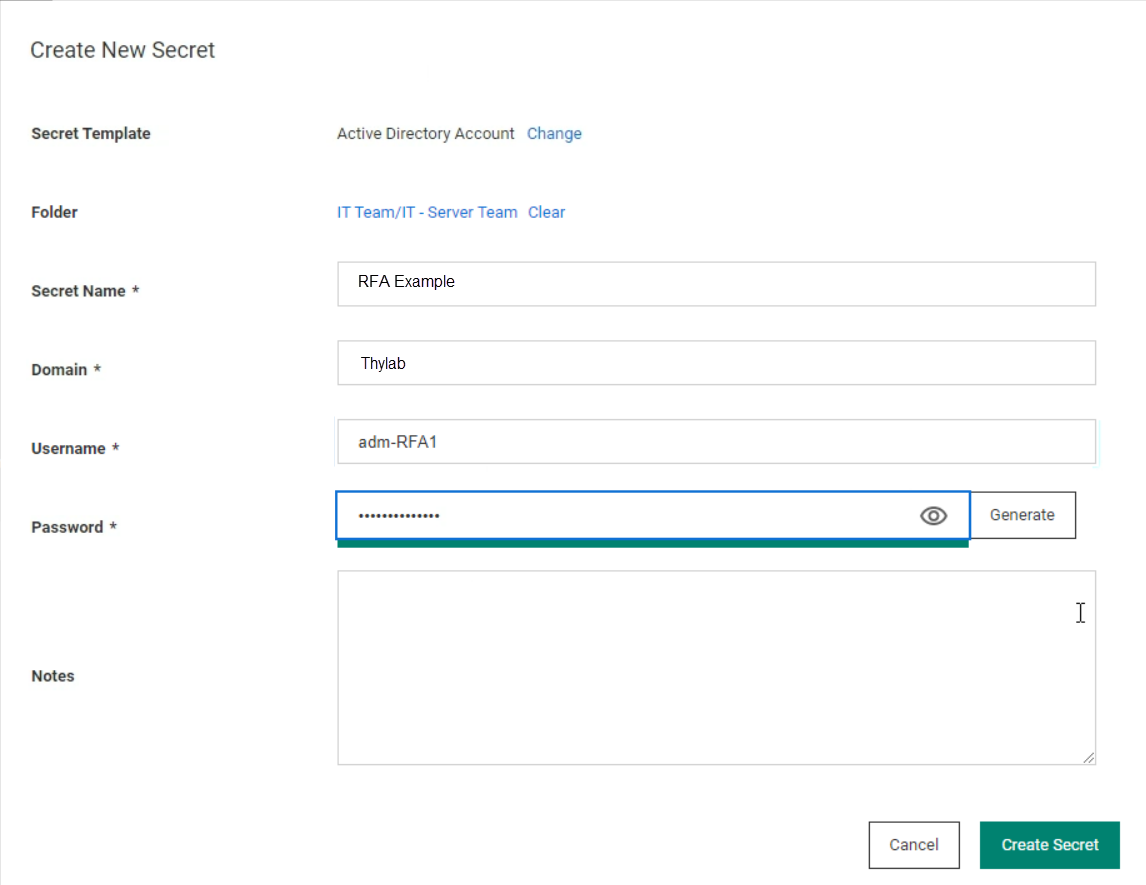 Create New Secret
Secret Template Active Directory Account Change
Folder IT Team/IT - Server Team Clear
Secret Name * RFA Example
Domain * Thylab
Username * adm-RFA1
Password * •••••••••••••• Generate
Notes
Cancel Create Secret